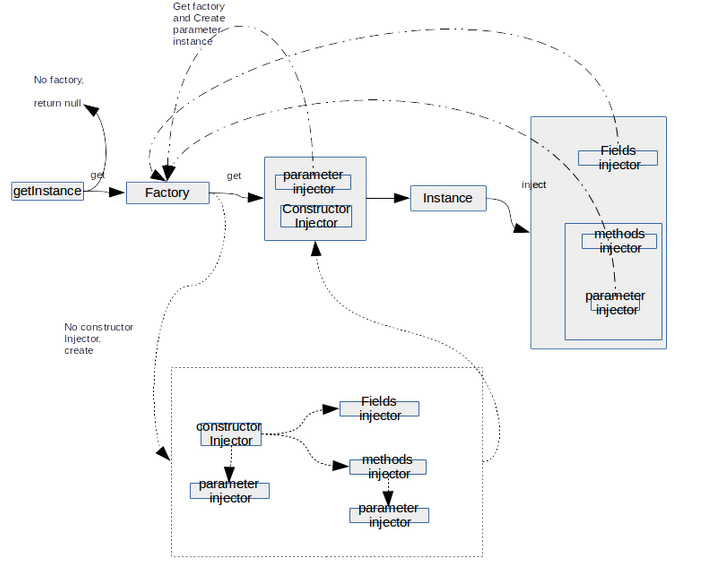 Get factory
and Create
parameter
instance
No factory,
return null
get
getInstance
Factory
get
parameter
injector
Constructor
Injector
Instance
inject
Fields
injector
methods
injector
parameter
injector
No constructor
Injector,
create
constructor
Injector
parameter
injector
Fields
injector
methods
injector
parameter
injector